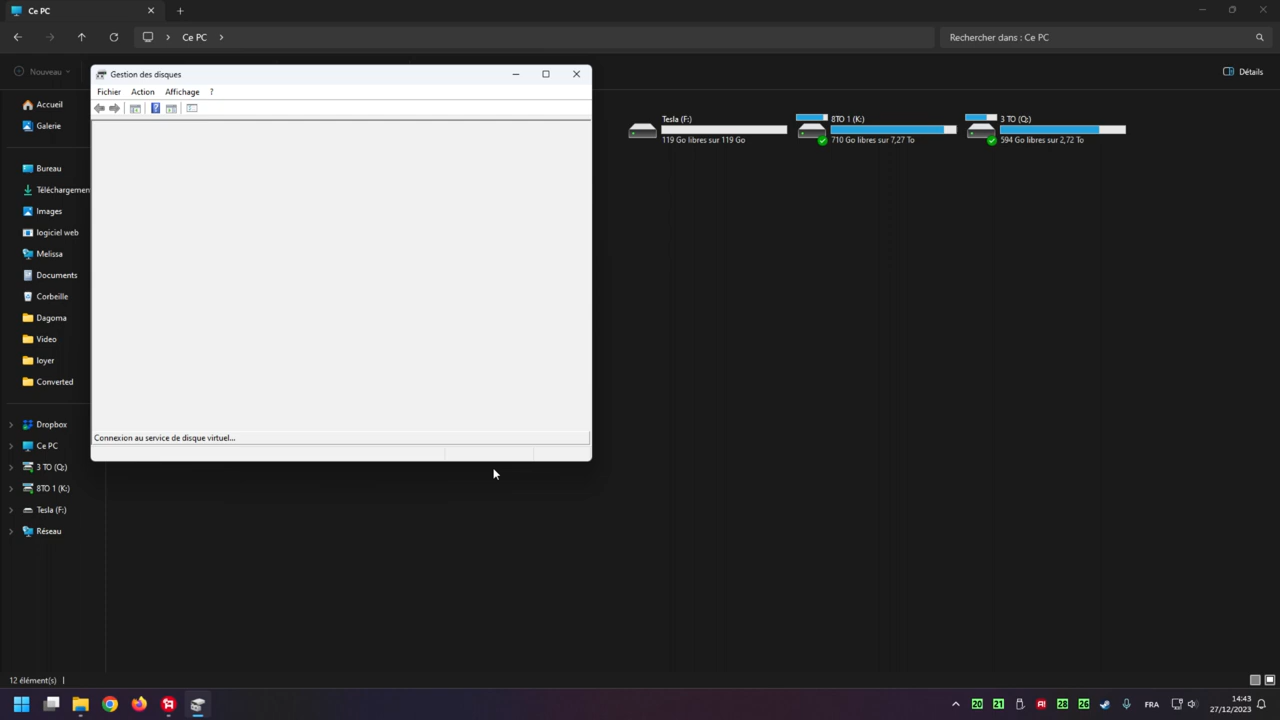 Ce PC
Ce PC
Rechercher dans : Ce PC
Nouveau
Détails
Gestion des disques
Fichier Action Affichage ?
Accueil
Galerie
Bureau
Téléchargemen
Images
logiciel web
Melissa
Documents
Corbeille
Dagoma
Video
loyer
Converted
Dropbox
Ce PC
3 TO (Q:)
8TO 1 (K:)
Tesla (F:)
Réseau
Tesla (F:)
119 Go libres sur 119 Go
8TO 1 (K:)
710 Go libres sur 7,27 To
3 TO (Q:)
594 Go libres sur 2,72 To
Connexion au service de disque virtuel...
12 élément(s)
20 21 28 26 FRA
14:43
27/12/2023